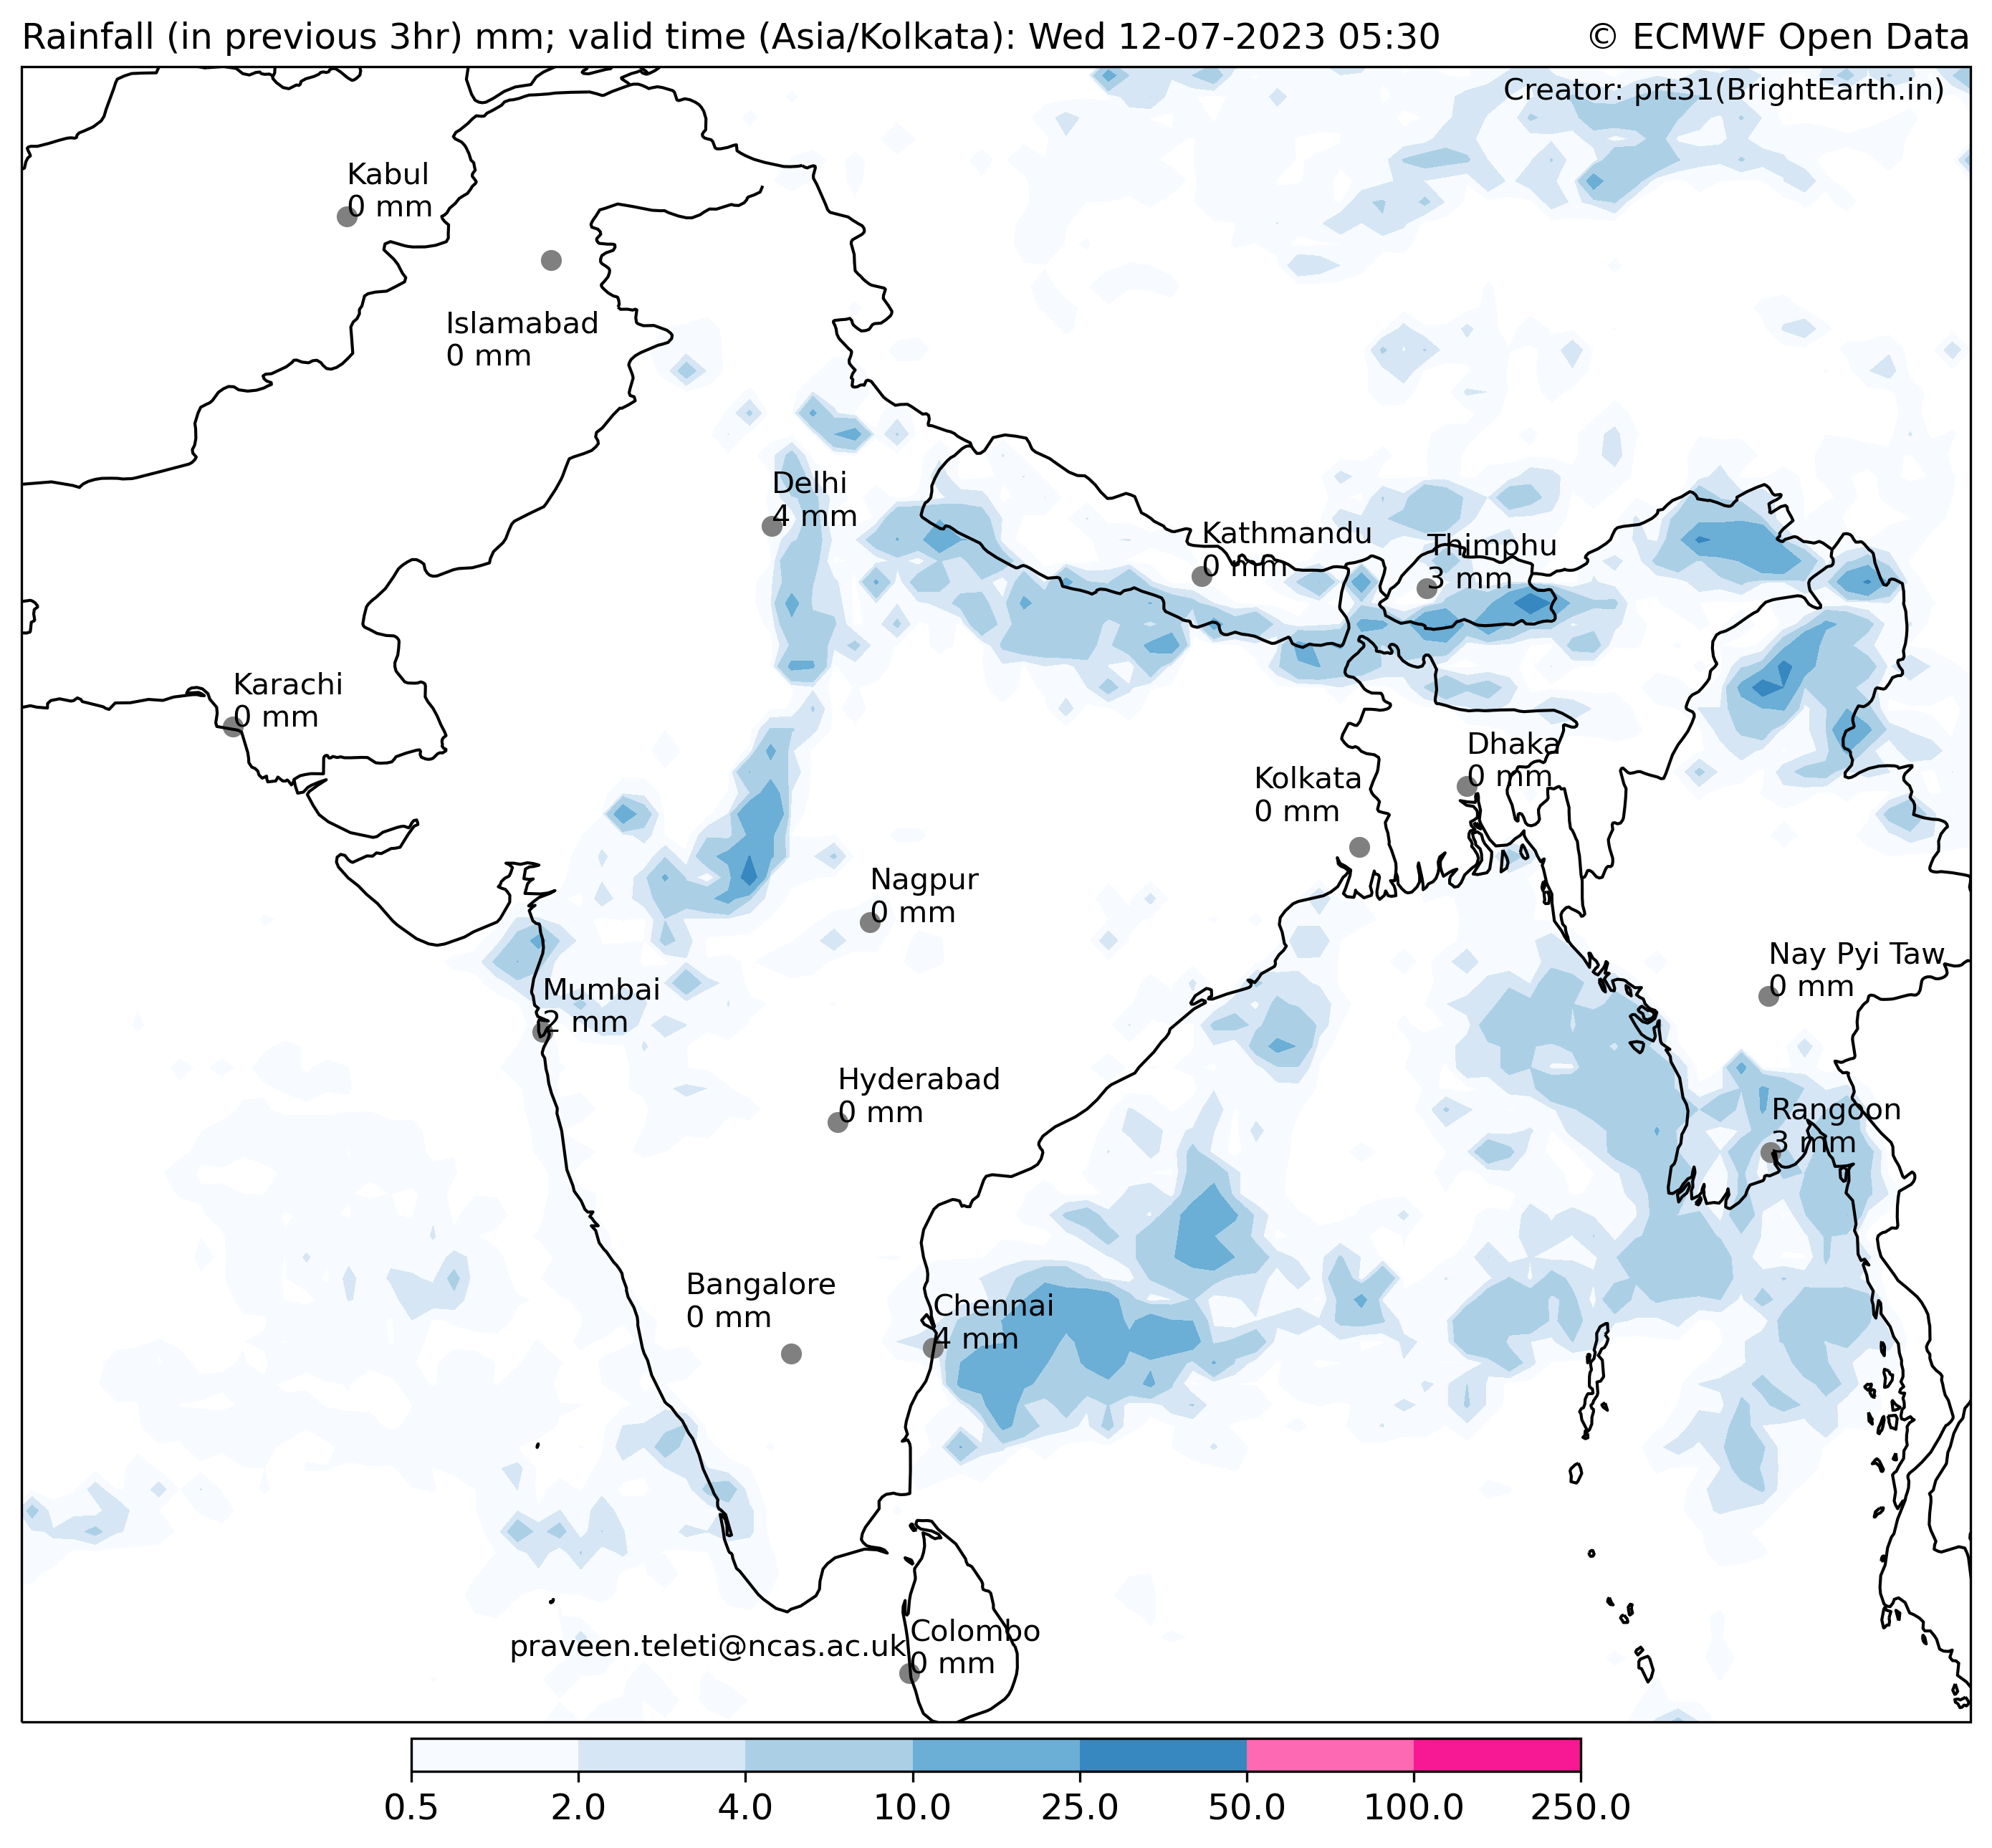 Rainfall (in previous 3hr) mm; valid time (Asia/Kolkata): Wed 12-07-2023 05:30
© ECMWF Open Data
Creator: prt31(BrightEarth.in)
Kabul
0 mm
Islamabad
0 mm
Delhi
4 mm
Kathmandu
0 mm
Thimphu
3 mm
Karachi
0 mm
Dhaka
0 mm
Kolkata
0 mm
Nagpur
0 mm
Nay Pyi Taw
0 mm
Mumbai
2 mm
Hyderabad
0 mm
Rangoon
3 mm
Bangalore
0 mm
Chennai
4 mm
Colombo
0 mm
praveen.teleti@ncas.ac.uk
0.5 2.0 4.0 10.0 25.0 50.0 100.0 250.0